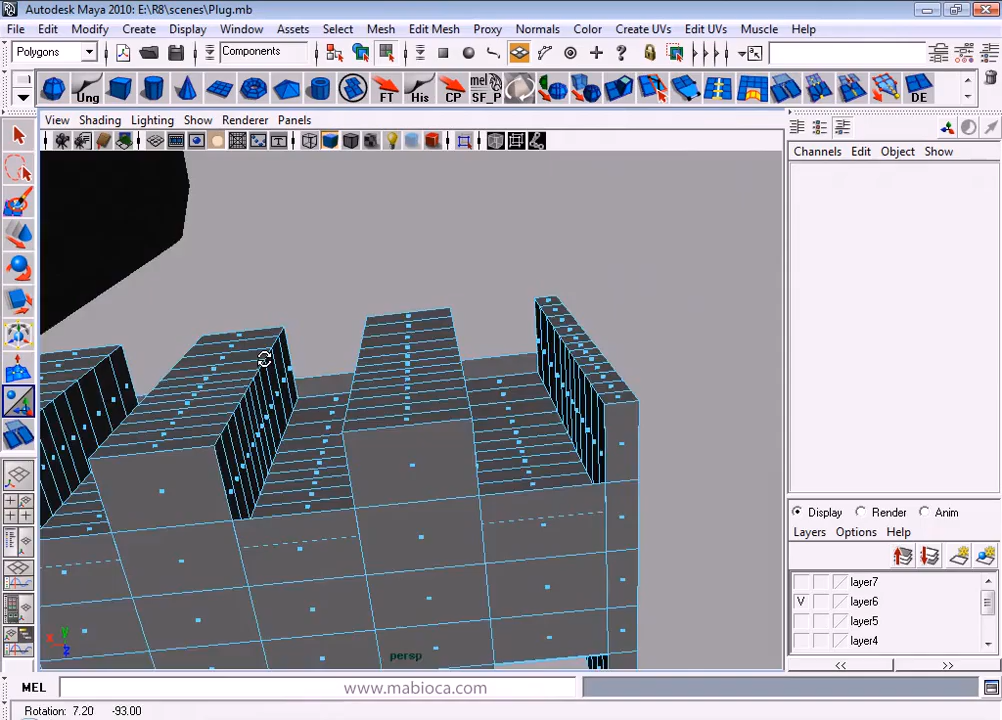 Autodesk Maya 2010: E:\R8\scenes\Plug.mb
File Edit Modify Create Display Window Assets Select Mesh Edit Mesh Proxy Normals Color Create UVs Edit UVs Muscle Help
Polygons Components
Ung FT His CP mel SF_P DE
View Shading Lighting Show Renderer Panels
Channels Edit Object Show
Display Render Anim
Layers Options Help
layer7
V layer6
layer5
layer4
<< >>
x y z
persp
MEL www.mabioca.com
Rotation: 7.20 -93.00